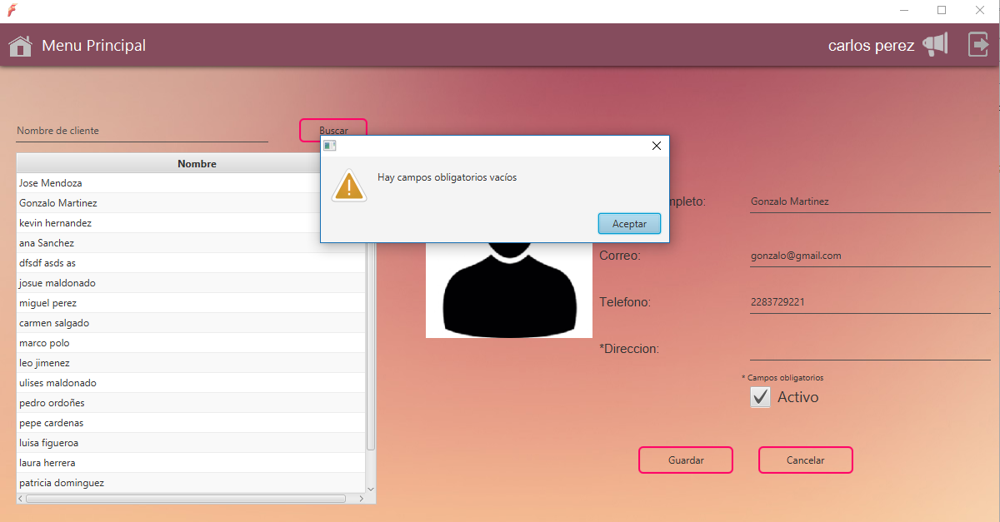 Menu Principal
carlos perez
Nombre de cliente
Buscar
Nombre
Jose Mendoza
Gonzalo Martinez
kevin hernandez
ana Sanchez
dfsdf asds as
josue maldonado
miguel perez
carmen salgado
marco polo
leo jimenez
ulises maldonado
pedro ordoñes
pepe cardenas
luisa figueroa
laura herrera
patricia dominguez
Hay campos obligatorios vacíos
Aceptar
Gonzalo Martinez
Correo:
gonzalo@gmail.com
Telefono:
2283729221
*Direccion:
* Campos obligatorios
Activo
Guardar
Cancelar